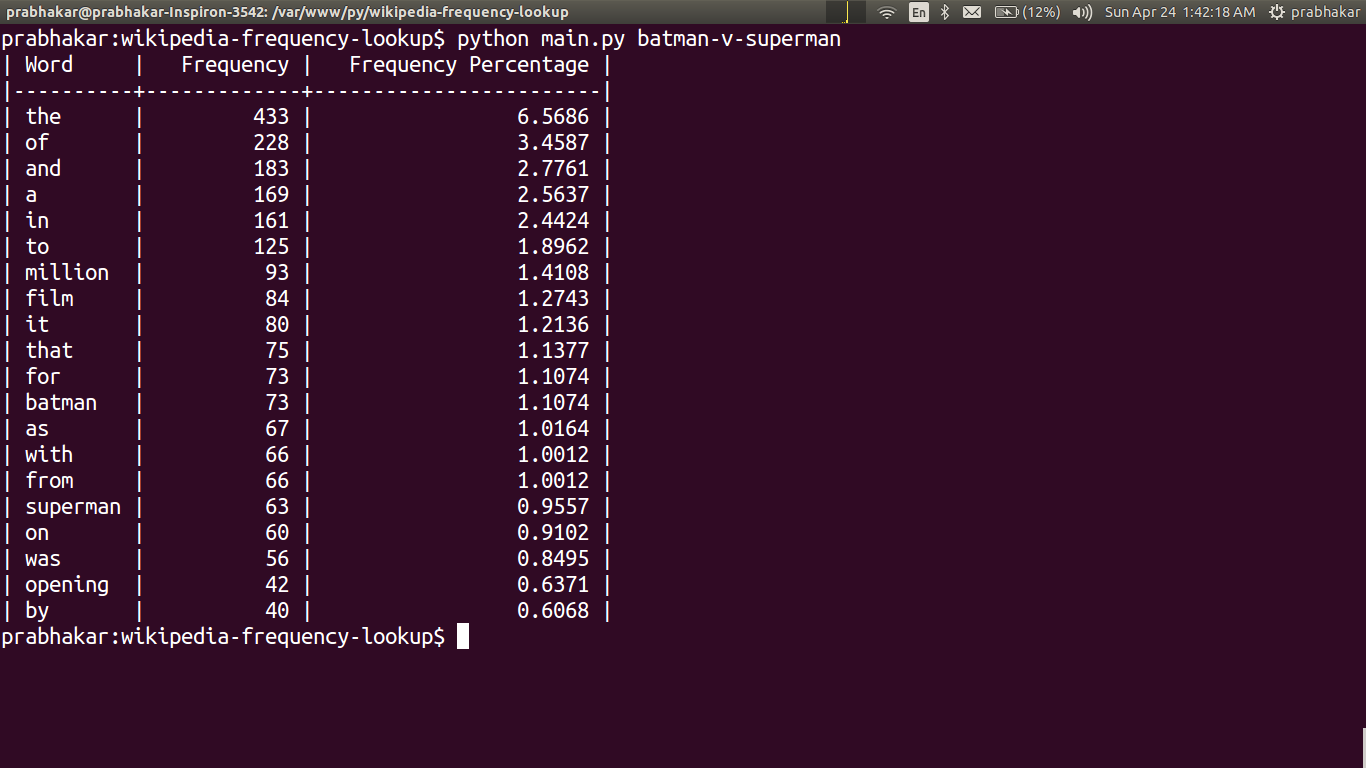 prabhakar@prabhakar-Inspiron-3542: /var/www/py/wikipedia-frequency-lookup En (12%) Sun Apr 24 1:42:18 AM prabhakar
prabhakar:wikipedia-frequency-lookup$ python main.py batman-v-superman
| Word     |   Frequency |   Frequency Percentage |
|----------+-------------+------------------------|
| the      |         433 |                 6.5686 |
| of       |         228 |                 3.4587 |
| and      |         183 |                 2.7761 |
| a        |         169 |                 2.5637 |
| in       |         161 |                 2.4424 |
| to       |         125 |                 1.8962 |
| million  |          93 |                 1.4108 |
| film     |          84 |                 1.2743 |
| it       |          80 |                 1.2136 |
| that     |          75 |                 1.1377 |
| for      |          73 |                 1.1074 |
| batman   |          73 |                 1.1074 |
| as       |          67 |                 1.0164 |
| with     |          66 |                 1.0012 |
| from     |          66 |                 1.0012 |
| superman |          63 |                 0.9557 |
| on       |          60 |                 0.9102 |
| was      |          56 |                 0.8495 |
| opening  |          42 |                 0.6371 |
| by       |          40 |                 0.6068 |
prabhakar:wikipedia-frequency-lookup$